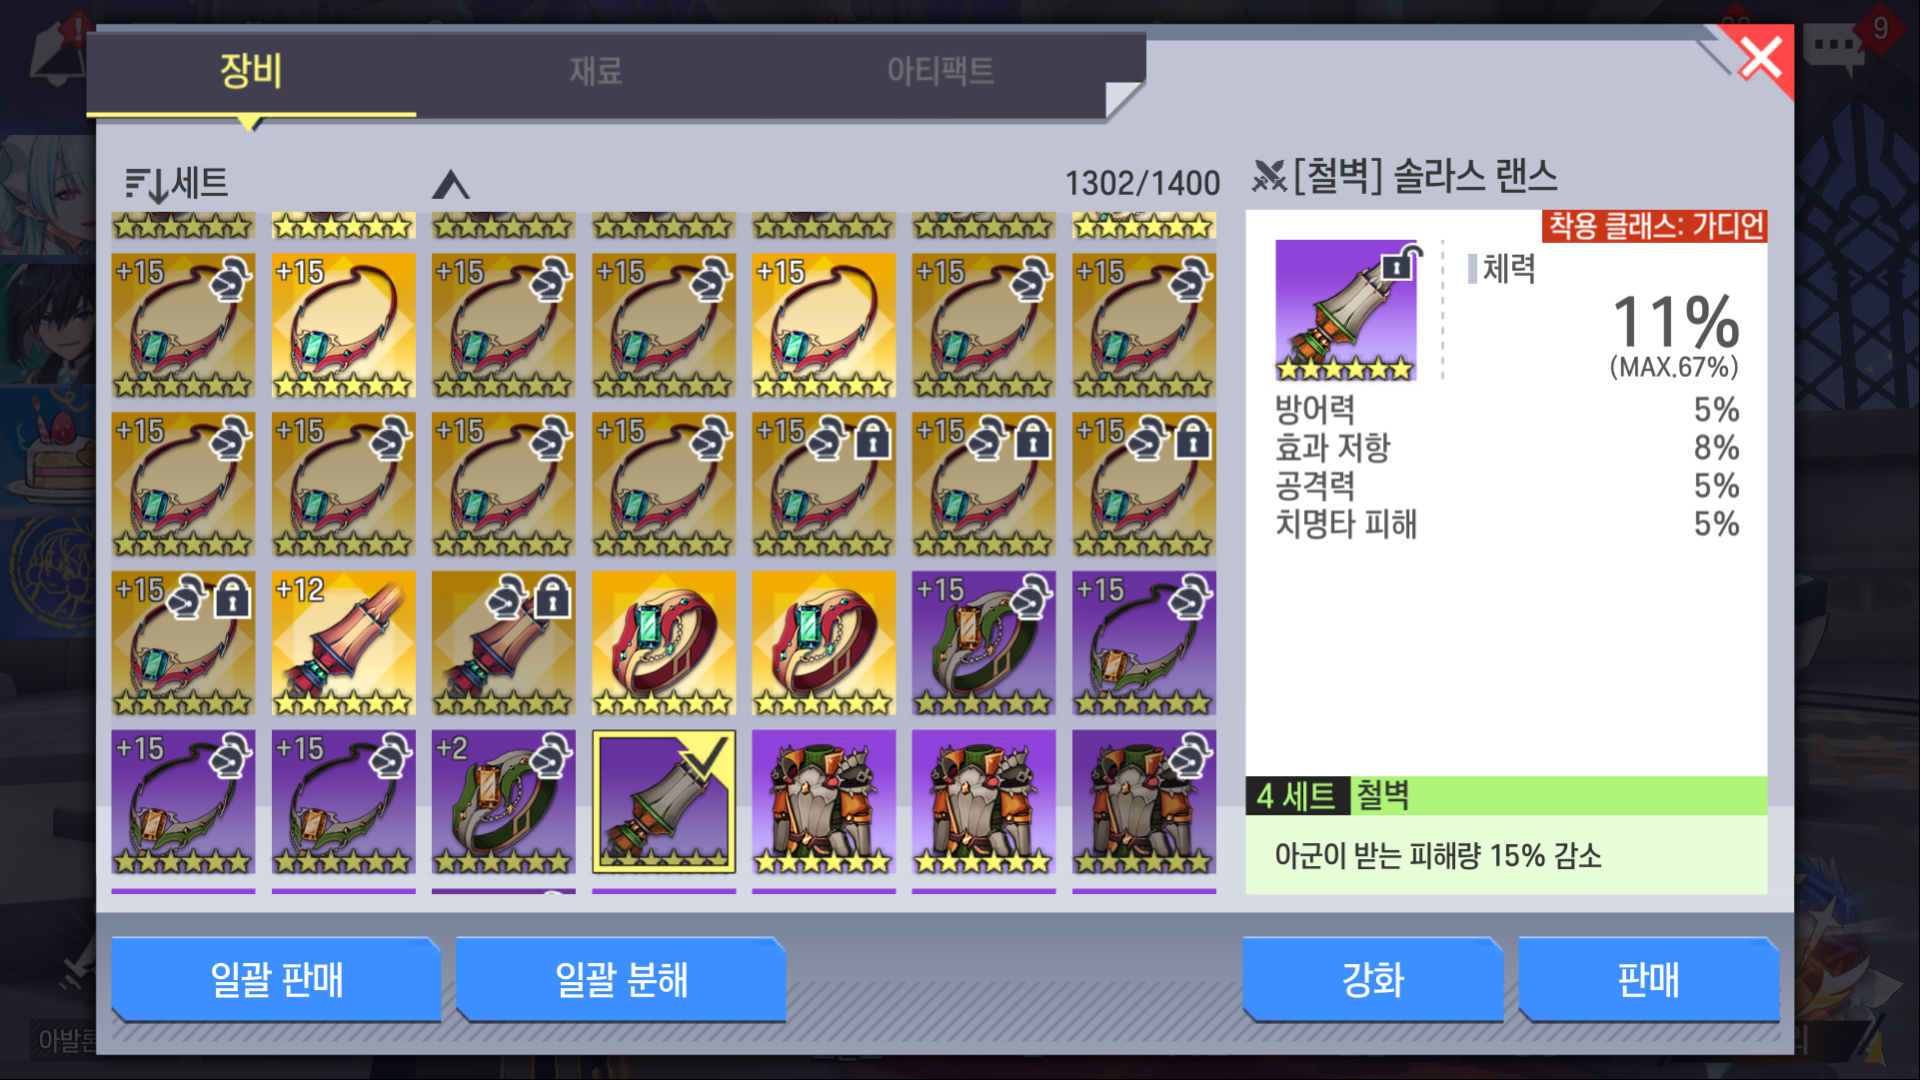 장비
재료
아티팩트
9
세트
1302/1400
[철벽] 솔라스 랜스
착용 클래스: 가디언
체력
11%
(MAX.67%)
방어력 5%
효과 저항 8%
공격력 5%
치명타 피해 5%
4 세트 철벽
아군이 받는 피해량 15% 감소
+15 +15 +15 +15 +15 +15 +15
+15 +15 +15 +15 +15 +15 +15
+15 +12 +15 +15
+15 +15 +2
일괄 판매
일괄 분해
강화
판매
아발론